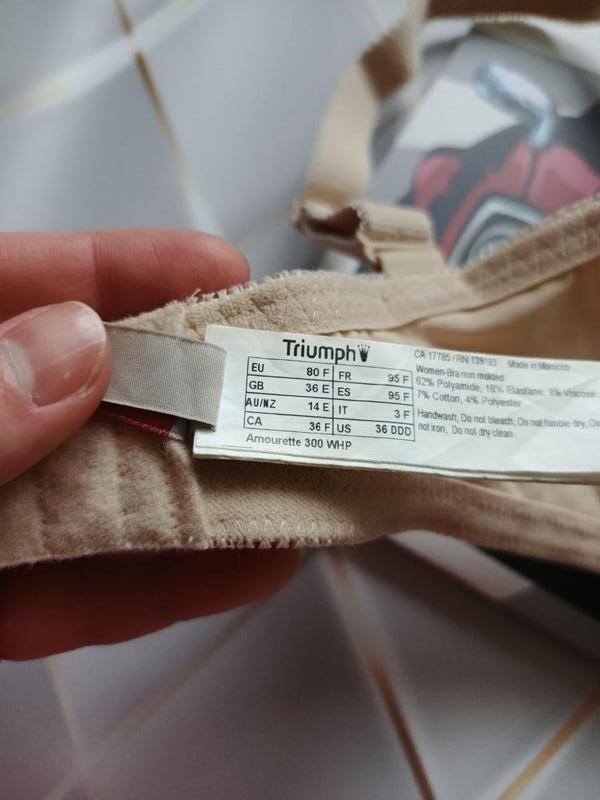 Triumph
CA 17785 / RN 139193 Made in Morocco
EU 80 F FR 95 F
GB 36 E ES 95 F
AU/NZ 14 E IT 3 F
CA 36 F US 36 DDD
Amourette 300 WHP
Women-Bra non molded
62% Polyamide, 18% Elastane, 9% Viscose
7% Cotton, 4% Polyester
Handwash, Do not bleach, Do not tumble dry, Do
not iron, Do not dry clean